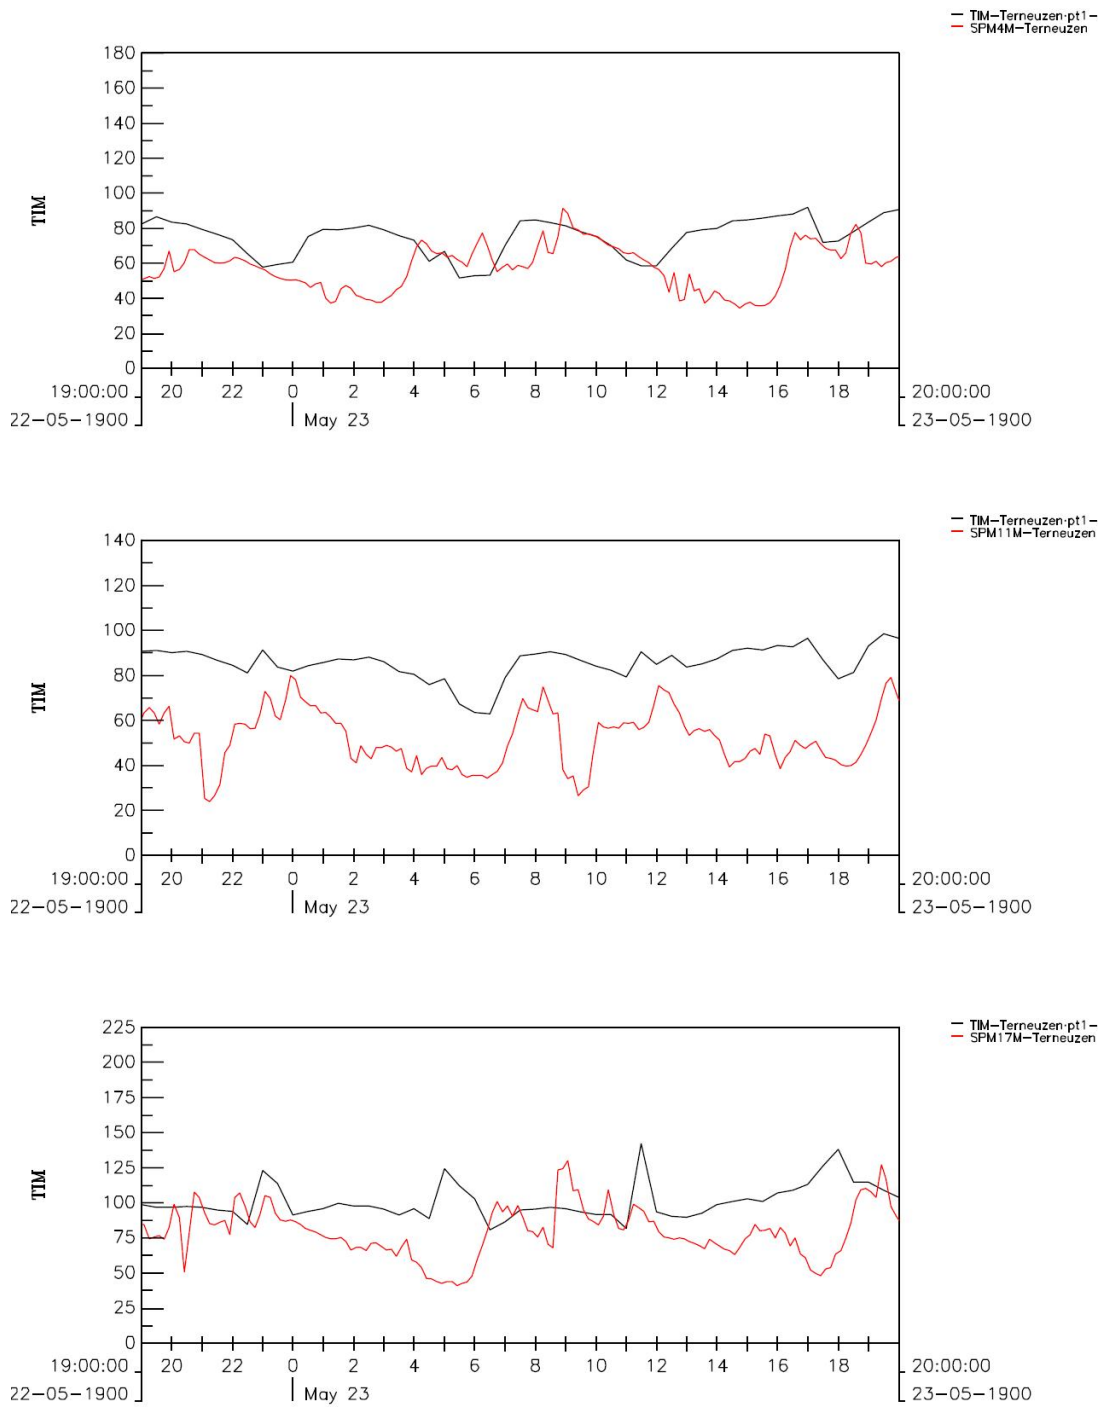 TIM-Terneuzen-pt1-
SPM4M-Terneuzen
180
160
140
120
100
80
60
40
20
0
TIM
20 22 0 2 4 6 8 10 12 14 16 18
19:00:00 20:00:00
22-05-1900 May 23 23-05-1900
TIM-Terneuzen-pt1-
SPM11M-Terneuzen
140
120
100
80
60
40
20
0
TIM
20 22 0 2 4 6 8 10 12 14 16 18
19:00:00 20:00:00
22-05-1900 May 23 23-05-1900
TIM-Terneuzen-pt1-
SPM17M-Terneuzen
225
200
175
150
125
100
75
50
25
0
TIM
20 22 0 2 4 6 8 10 12 14 16 18
19:00:00 20:00:00
22-05-1900 May 23 23-05-1900